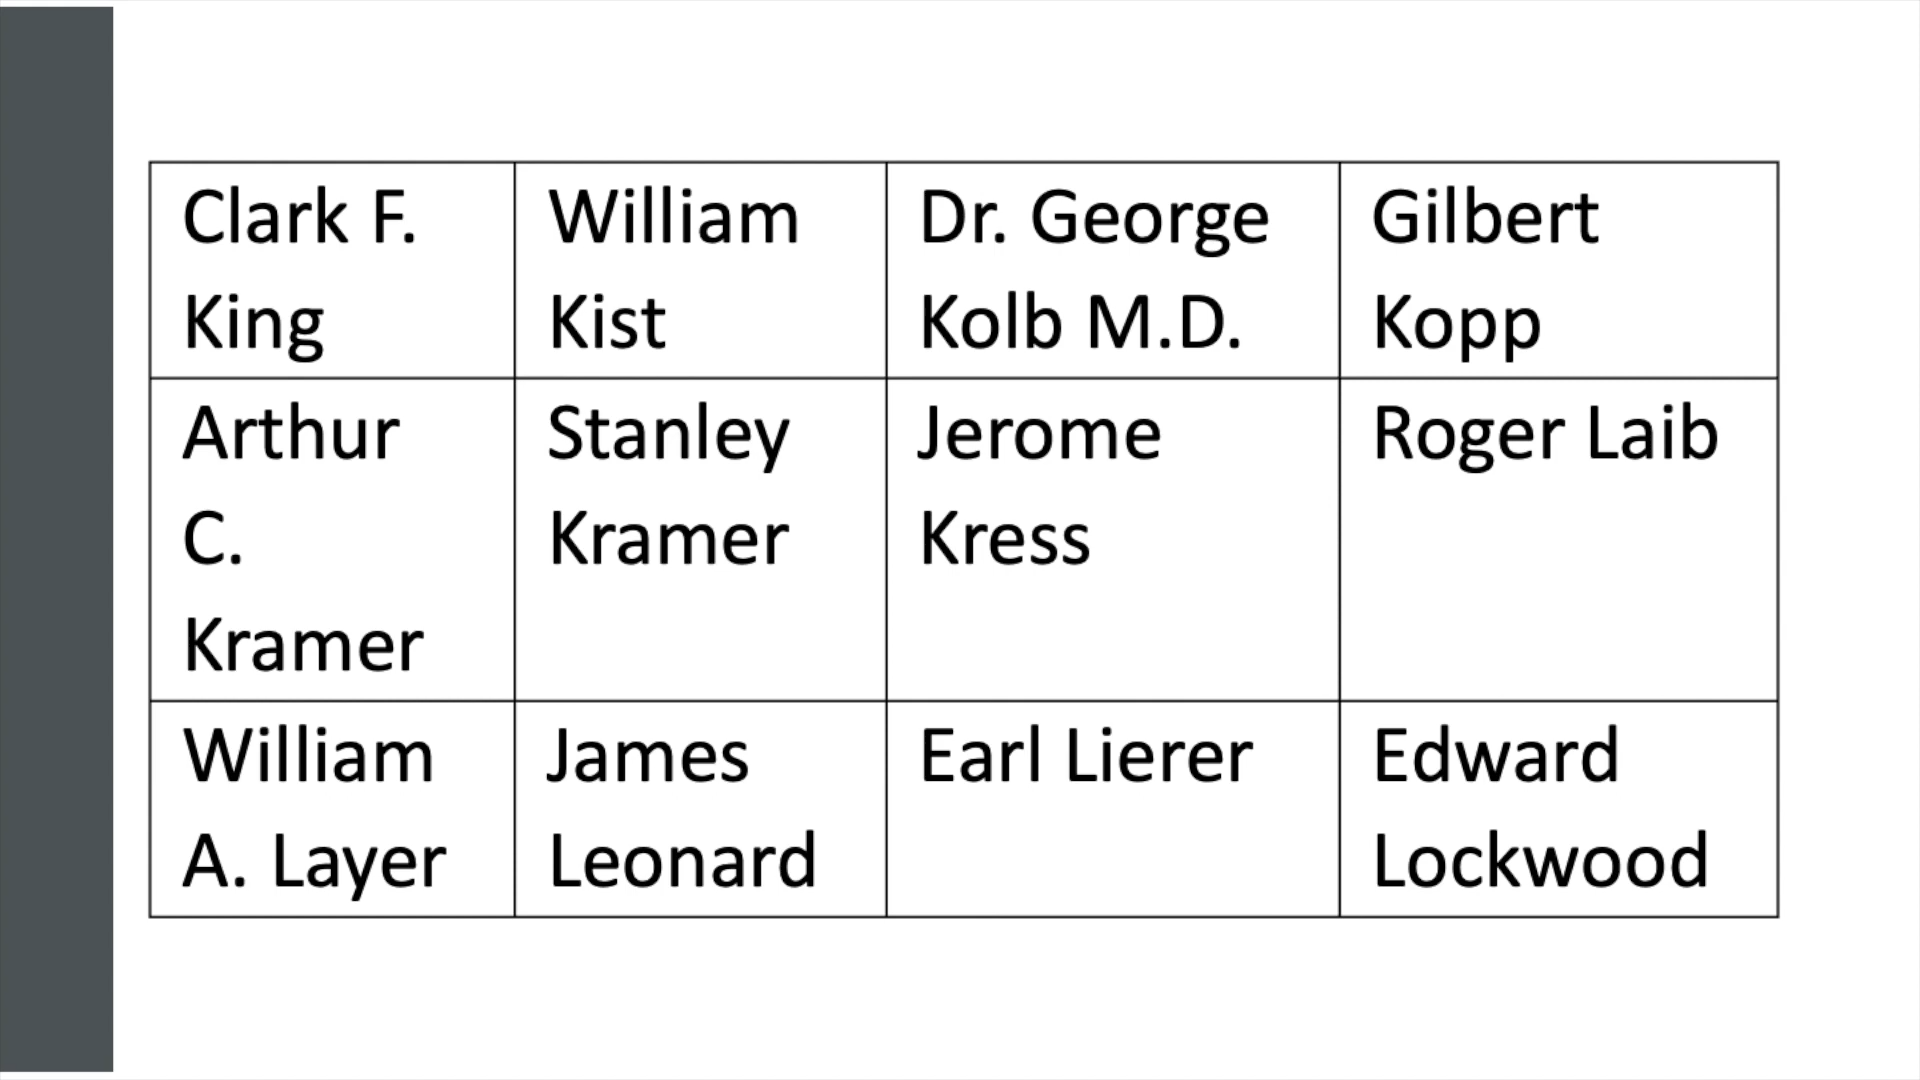 Clark F.
King
William
Kist
Dr. George
Kolb M.D.
Gilbert
Kopp
Arthur
C.
Kramer
Stanley
Kramer
Jerome
Kress
Roger Laib
William
A. Layer
James
Leonard
Earl Lierer
Edward
Lockwood